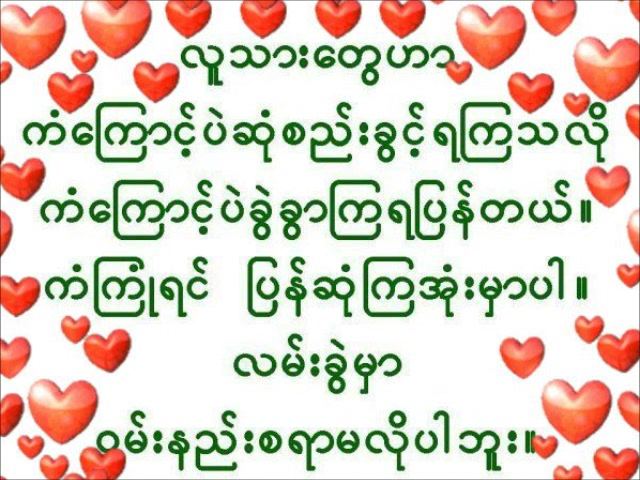 လူသားတွေဟာ
ကံကြောင့်ပဲဆုံစည်းခွင့်ရကြသလို
ကံကြောင့်ပဲခွဲခွာကြရပြန်တယ်။
ကံကြုံရင် ပြန်ဆုံကြအုံးမှာပါ။
လမ်းခွဲမှာ
ဝမ်းနည်းစရာမလိုပါဘူး။